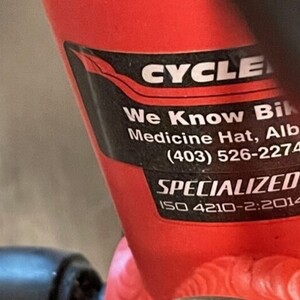 CYCLE
We Know Bik
Medicine Hat, Alb
(403) 526-2274
SPECIALIZED
ISO 4210-2:2014